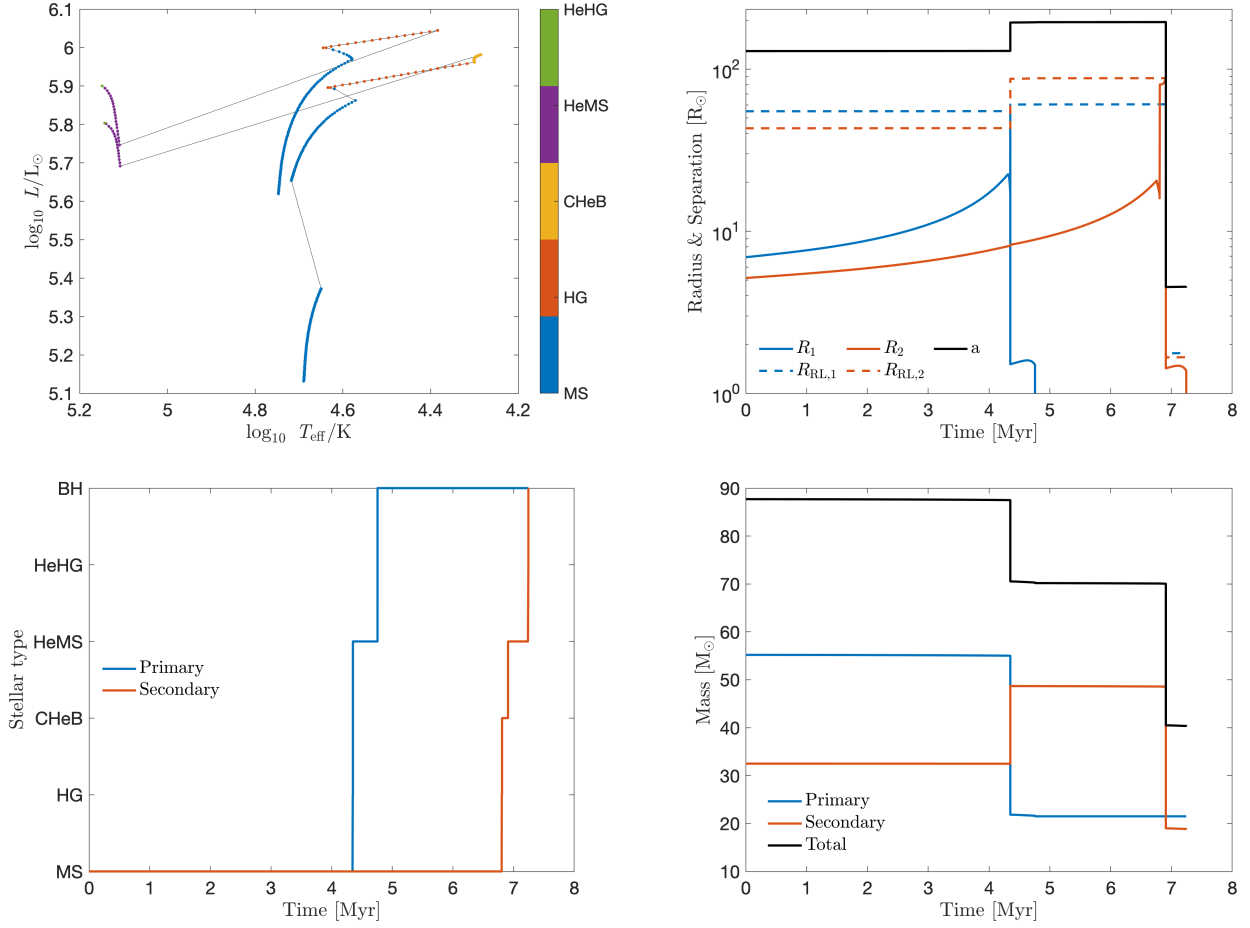 6.1
6
5.9
5.8
5.7
5.6
5.5
5.4
5.3
5.2
5.1
log₁₀ L/L⊙
5.2 5 4.8 4.6 4.4 4.2
log₁₀ T_eff/K
HeHG
HeMS
CHeB
HG
MS
10²
10¹
10⁰
Radius & Separation [R⊙]
R₁ R₂ a
R_RL,1 R_RL,2
0 1 2 3 4 5 6 7 8
Time [Myr]
BH
HeHG
HeMS
CHeB
HG
MS
Stellar type
Primary
Secondary
0 1 2 3 4 5 6 7 8
Time [Myr]
90
80
70
60
50
40
30
20
10
Mass [M⊙]
Primary
Secondary
Total
0 1 2 3 4 5 6 7 8
Time [Myr]